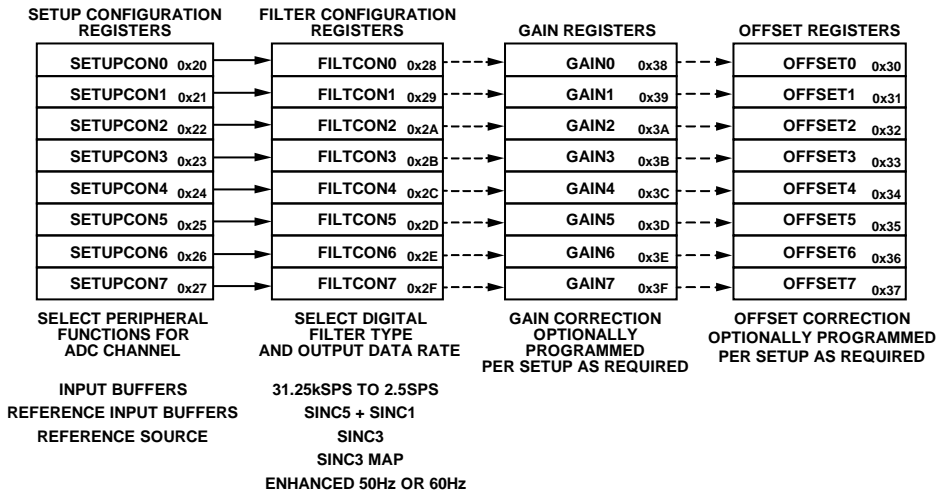 SETUP CONFIGURATION
REGISTERS
SETUPCON0 0x20
SETUPCON1 0x21
SETUPCON2 0x22
SETUPCON3 0x23
SETUPCON4 0x24
SETUPCON5 0x25
SETUPCON6 0x26
SETUPCON7 0x27
SELECT PERIPHERAL
FUNCTIONS FOR
ADC CHANNEL
INPUT BUFFERS
REFERENCE INPUT BUFFERS
REFERENCE SOURCE
FILTER CONFIGURATION
REGISTERS
FILTCON0 0x28
FILTCON1 0x29
FILTCON2 0x2A
FILTCON3 0x2B
FILTCON4 0x2C
FILTCON5 0x2D
FILTCON6 0x2E
FILTCON7 0x2F
SELECT DIGITAL
FILTER TYPE
AND OUTPUT DATA RATE
31.25kSPS TO 2.5SPS
SINC5 + SINC1
SINC3
SINC3 MAP
ENHANCED 50Hz OR 60Hz
GAIN REGISTERS
GAIN0 0x38
GAIN1 0x39
GAIN2 0x3A
GAIN3 0x3B
GAIN4 0x3C
GAIN5 0x3D
GAIN6 0x3E
GAIN7 0x3F
GAIN CORRECTION
OPTIONALLY
PROGRAMMED
PER SETUP AS REQUIRED
OFFSET REGISTERS
OFFSET0 0x30
OFFSET1 0x31
OFFSET2 0x32
OFFSET3 0x33
OFFSET4 0x34
OFFSET5 0x35
OFFSET6 0x36
OFFSET7 0x37
OFFSET CORRECTION
OPTIONALLY PROGRAMMED
PER SETUP AS REQUIRED